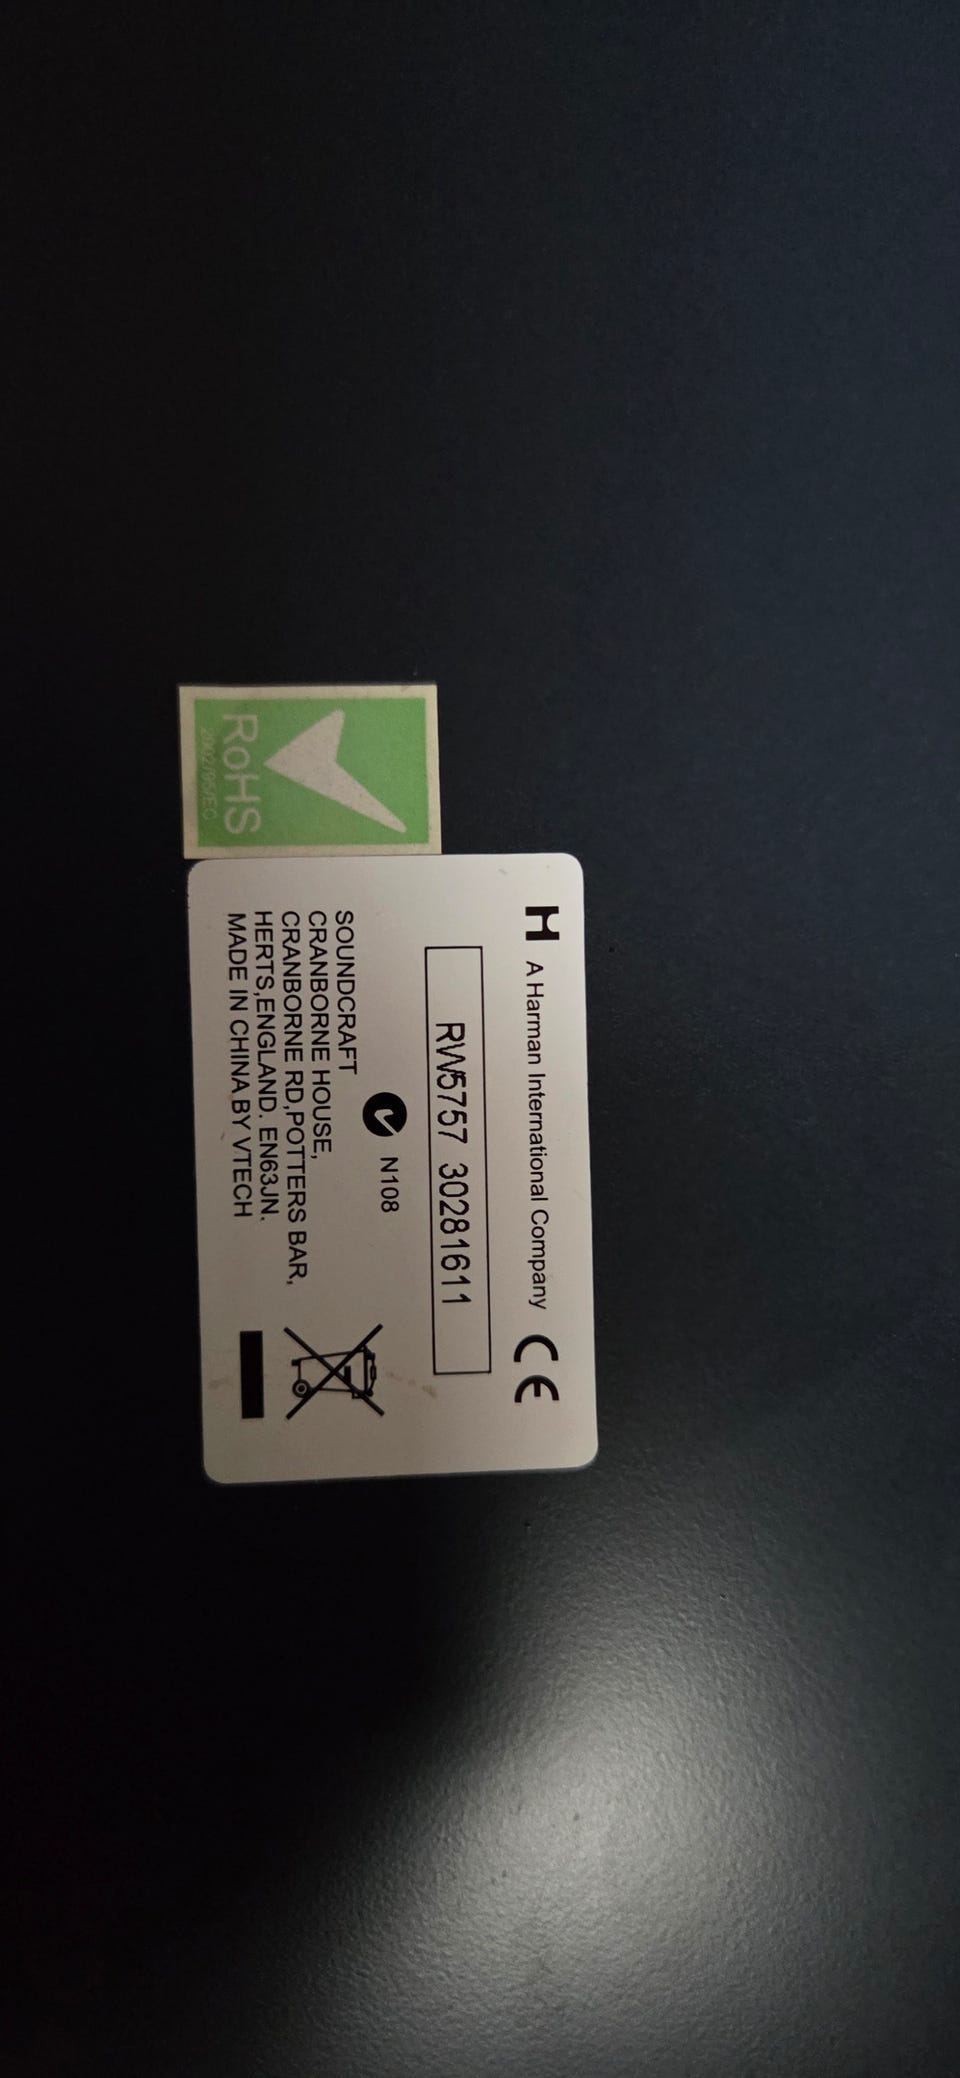 RoHS
2002/95/EC
H A Harman International Company CE
RW5757 30281611
N108
SOUNDCRAFT
CRANBORNE HOUSE,
CRANBORNE RD,POTTERS BAR,
HERTS,ENGLAND. EN63JN.
MADE IN CHINA BY VTECH